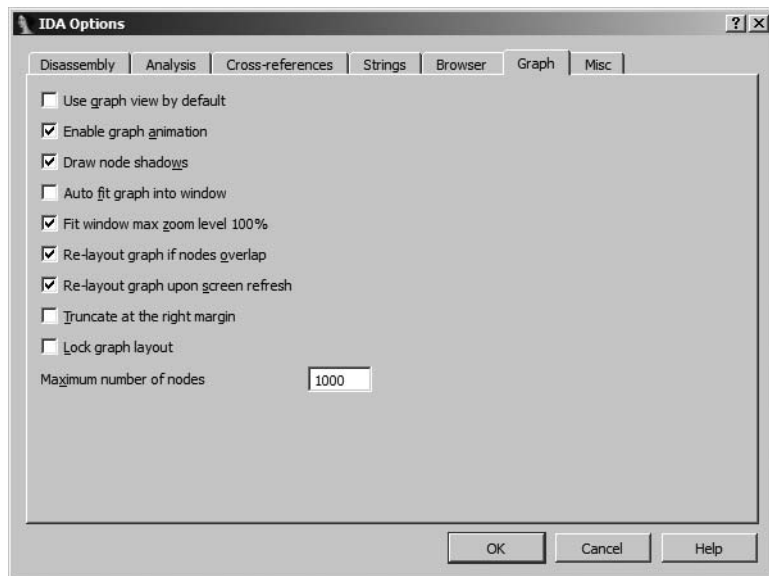 IDA Options
Disassembly Analysis Cross-references Strings Browser Graph Misc
Use graph view by default
Enable graph animation
Draw node shadows
Auto fit graph into window
Fit window max zoom level 100%
Re-layout graph if nodes overlap
Re-layout graph upon screen refresh
Truncate at the right margin
Lock graph layout
Maximum number of nodes 1000
OK Cancel Help